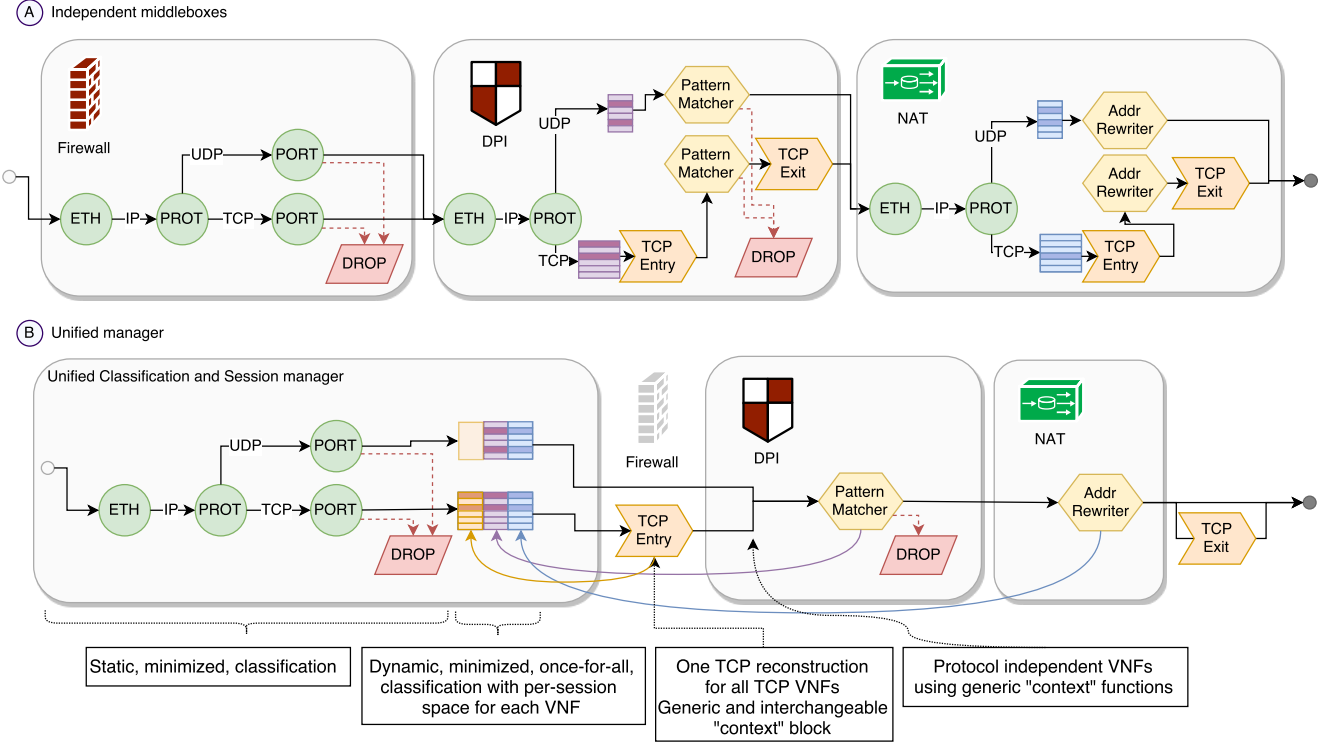 A Independent middleboxes
Firewall
ETH
IP
PROT
UDP
PORT
TCP
PORT
DROP
DPI
ETH
IP
PROT
UDP
Pattern
Matcher
Pattern
Matcher
TCP
Exit
TCP
TCP
Entry
DROP
NAT
ETH
IP
PROT
UDP
Addr
Rewriter
Addr
Rewriter
TCP
Exit
TCP
TCP
Entry
B Unified manager
Unified Classification and Session manager
ETH
IP
PROT
UDP
PORT
TCP
PORT
DROP
Firewall
TCP
Entry
DPI
Pattern
Matcher
DROP
NAT
Addr
Rewriter
TCP
Exit
Static, minimized, classification
Dynamic, minimized, once-for-all,
classification with per-session
space for each VNF
One TCP reconstruction
for all TCP VNFs
Generic and interchangeable
"context" block
Protocol independent VNFs
using generic "context" functions